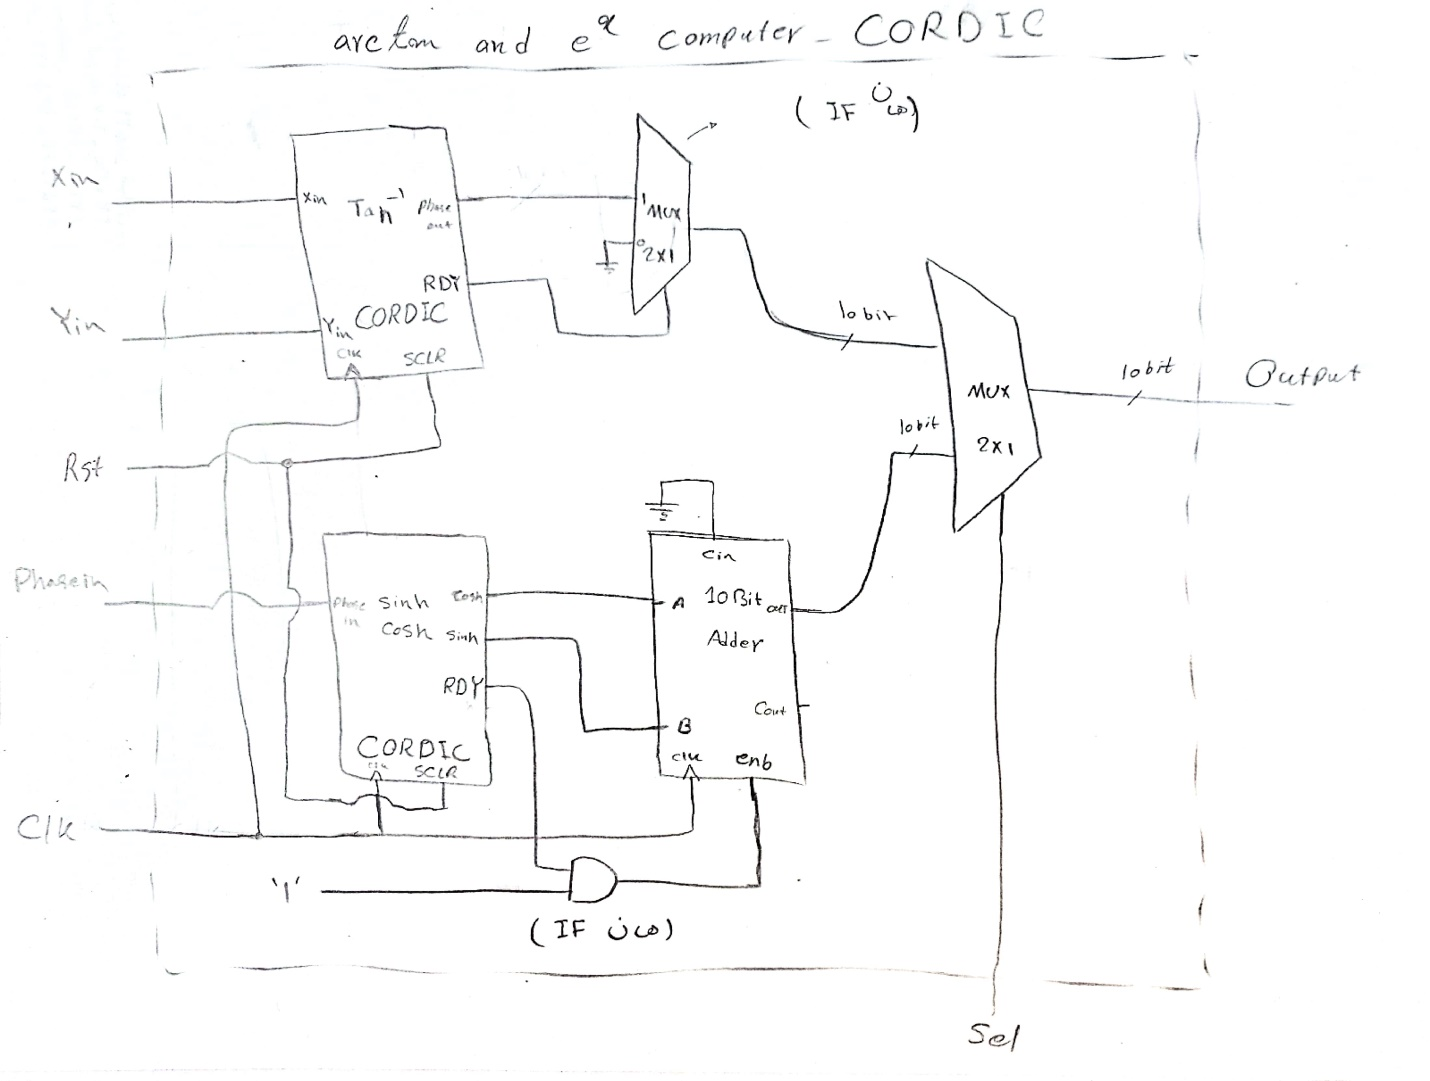 arctan and e^x computer - CORDIC
(IF
Xin
Xin
Tan^-1
phase
out
1
MUX
0
2x1
RDY
Yin
Yin
CORDIC
Clk
SCLR
10 bit
10 bit
Output
MUX
2x1
10 bit
Rst
Cin
Phasein
phase
in
sinh
Cosh
Cosh
sinh
RDY
CORDIC
clk
SCLR
A
10 Bit
Adder
out
B
Cout
clk
enb
Clk
'1'
(IF
Sel